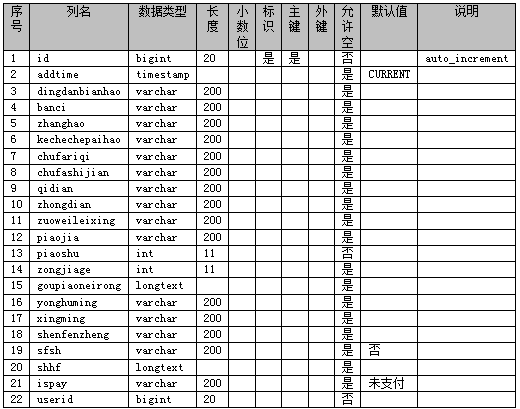 序号 列名 数据类型 长度 小数位 标识 主键 外键 允许空 默认值 说明
1 id bigint 20 是 是 否 auto_increment
2 addtime timestamp 是 CURRENT
3 dingdanbianhao varchar 200 是
4 banci varchar 200 是
5 zhanghao varchar 200 是
6 kechechepaihao varchar 200 是
7 chufariqi varchar 200 是
8 chufashijian varchar 200 是
9 qidian varchar 200 是
10 zhongdian varchar 200 是
11 zuoweileixing varchar 200 是
12 piaojia varchar 200 是
13 piaoshu int 11 否
14 zongjiage int 11 是
15 goupiaoneirong longtext 是
16 yonghuming varchar 200 是
17 xingming varchar 200 是
18 shenfenzheng varchar 200 是
19 sfsh varchar 200 是 否
20 shhf longtext 是
21 ispay varchar 200 是 未支付
22 userid bigint 20 否